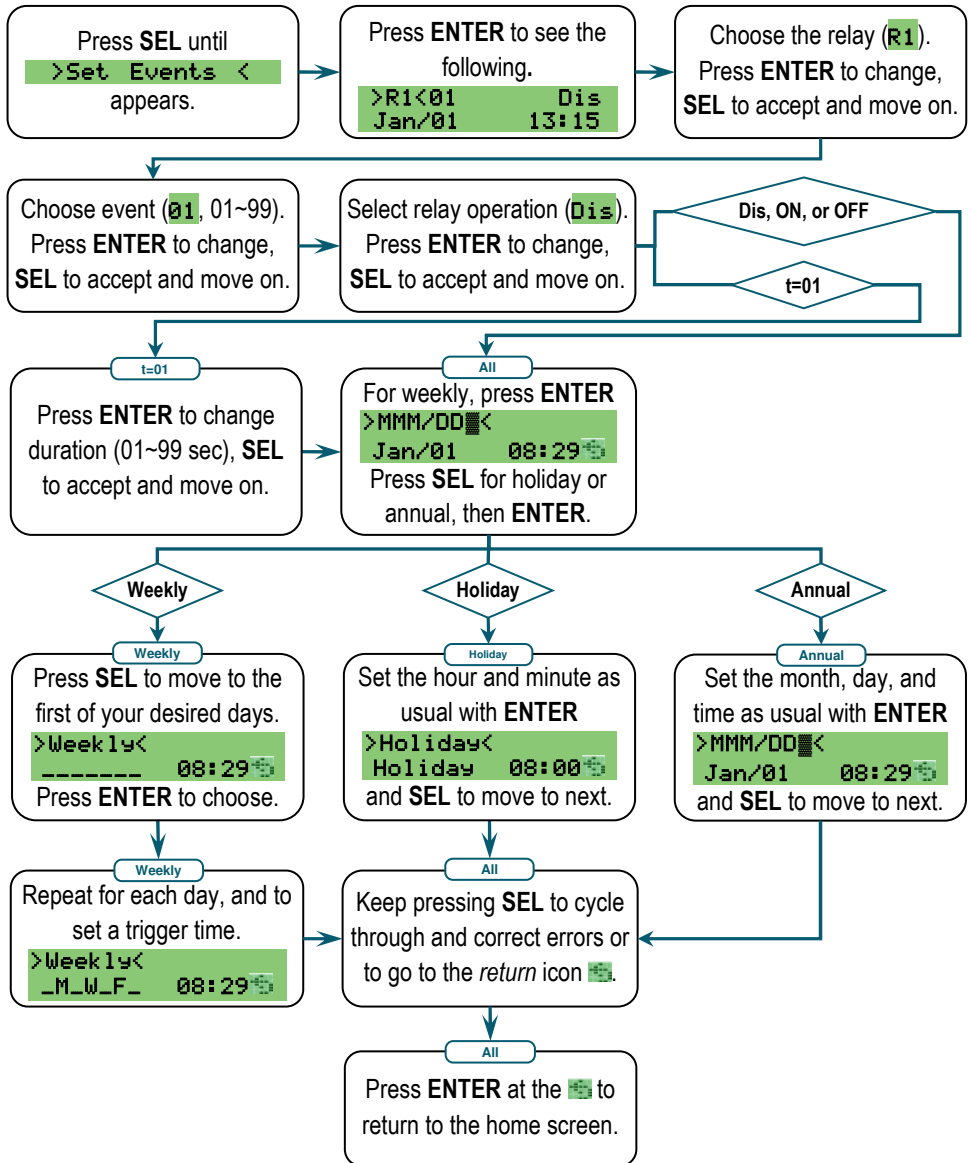 Press SEL until
>Set Events <
appears.
Press ENTER to see the
following.
>R1<01 Dis
Jan/01 13:15
Choose the relay (R1).
Press ENTER to change,
SEL to accept and move on.
Choose event (01, 01~99).
Press ENTER to change,
SEL to accept and move on.
Select relay operation (Dis).
Press ENTER to change,
SEL to accept and move on.
Dis, ON, or OFF
t=01
t=01
Press ENTER to change
duration (01~99 sec), SEL
to accept and move on.
All
For weekly, press ENTER
>MMM/DD▓<
Jan/01 08:29
Press SEL for holiday or
annual, then ENTER.
Weekly
Holiday
Annual
Weekly
Press SEL to move to the
first of your desired days.
>Weekly<
_______ 08:29
Press ENTER to choose.
Holiday
Set the hour and minute as
usual with ENTER
>Holiday<
Holiday 08:00
and SEL to move to next.
Annual
Set the month, day, and
time as usual with ENTER
>MMM/DD▓<
Jan/01 08:29
and SEL to move to next.
Weekly
Repeat for each day, and to
set a trigger time.
>Weekly<
_M_W_F_ 08:29
All
Keep pressing SEL to cycle
through and correct errors or
to go to the return icon .
All
Press ENTER at the to
return to the home screen.